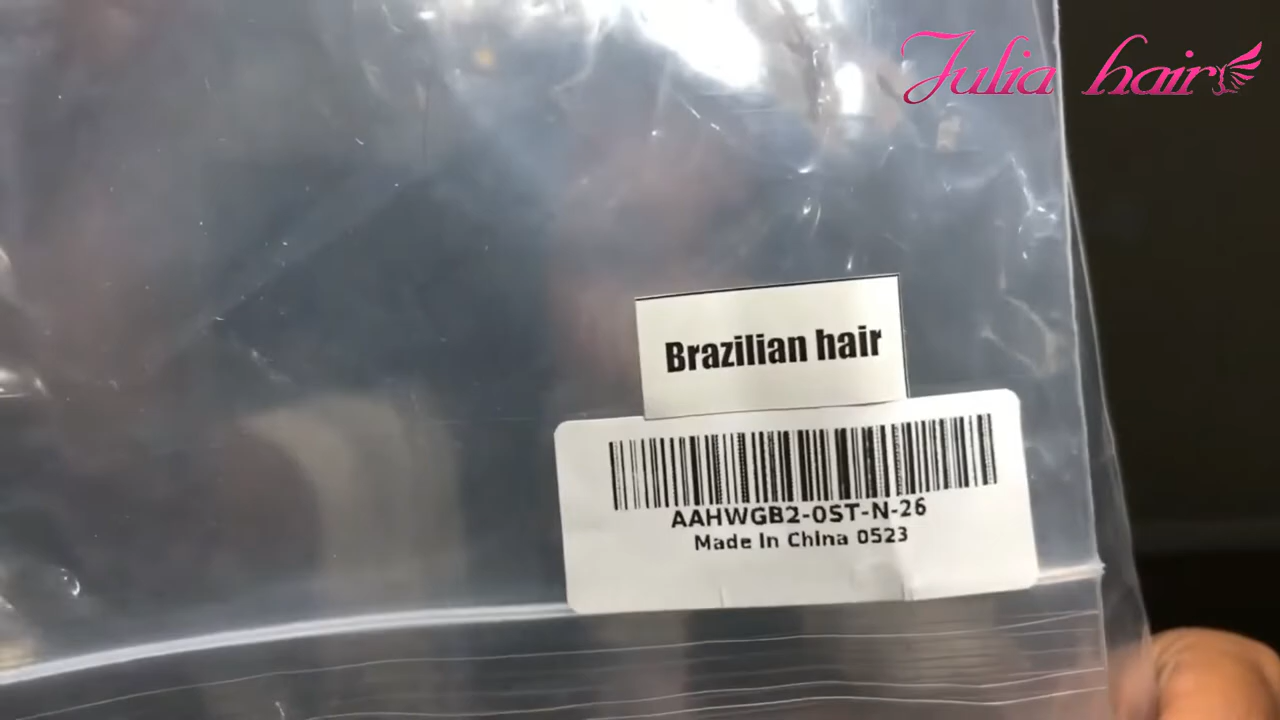 Julia hair
Brazilian hair
AAHWGB2-0ST-N-26
Made In China 0523